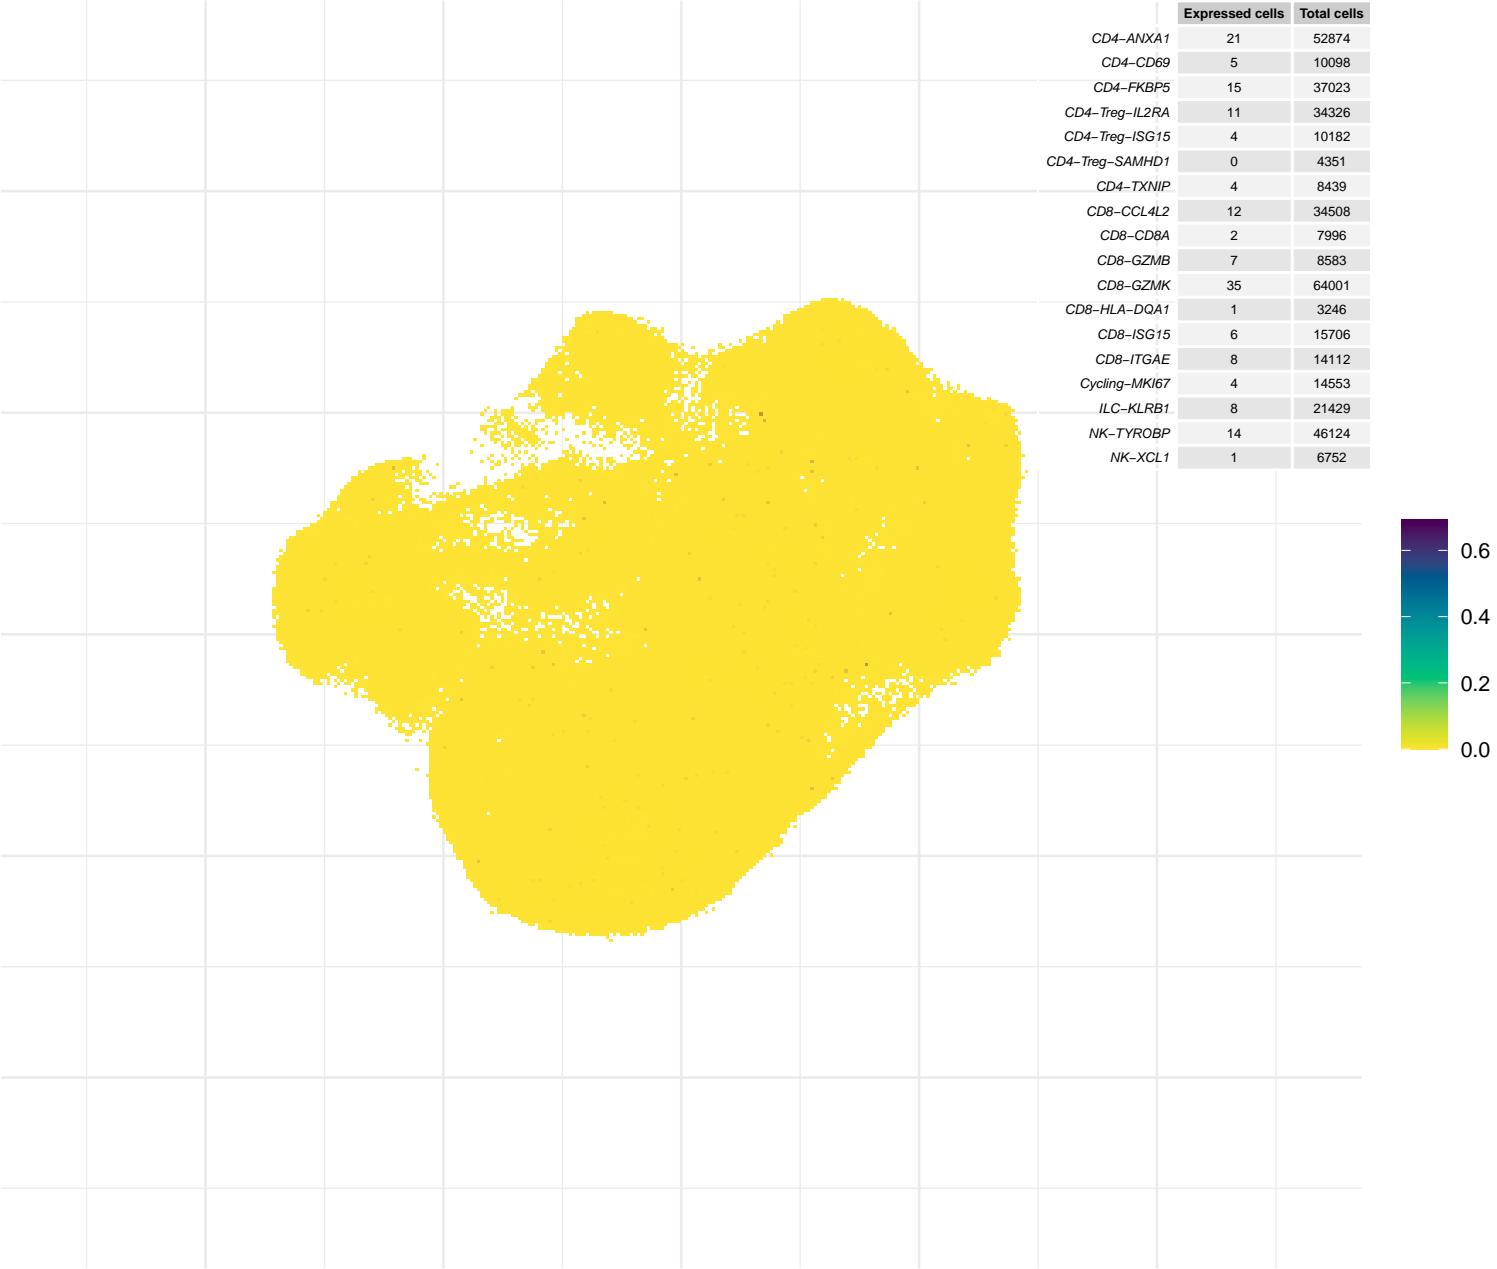 Expressed cells Total cells
CD4−ANXA1 21 52874
CD4−CD69 5 10098
CD4−FKBP5 15 37023
CD4−Treg−IL2RA 11 34326
CD4−Treg−ISG15 4 10182
CD4−Treg−SAMHD1 0 4351
CD4−TXNIP 4 8439
CD8−CCL4L2 12 34508
CD8−CD8A 2 7996
CD8−GZMB 7 8583
CD8−GZMK 35 64001
CD8−HLA−DQA1 1 3246
CD8−ISG15 6 15706
CD8−ITGAE 8 14112
Cycling−MKI67 4 14553
ILC−KLRB1 8 21429
NK−TYROBP 14 46124
NK−XCL1 1 6752
0.6
0.4
0.2
0.0